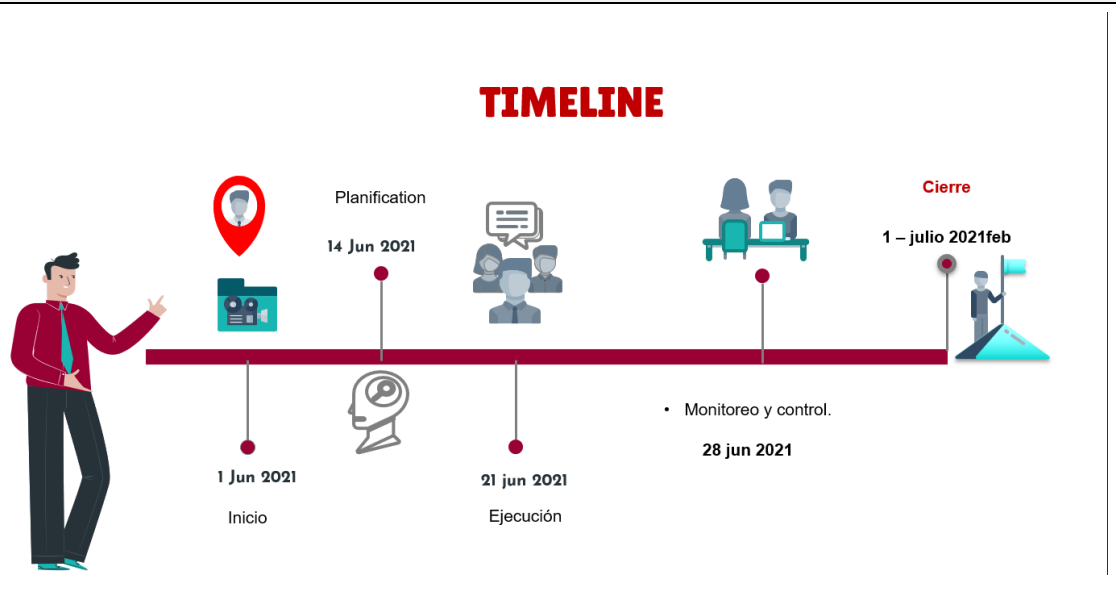 TIMELINE
Planification
14 Jun 2021
Cierre
1 – julio 2021feb
1 Jun 2021
Inicio
21 jun 2021
Ejecución
• Monitoreo y control.
28 jun 2021